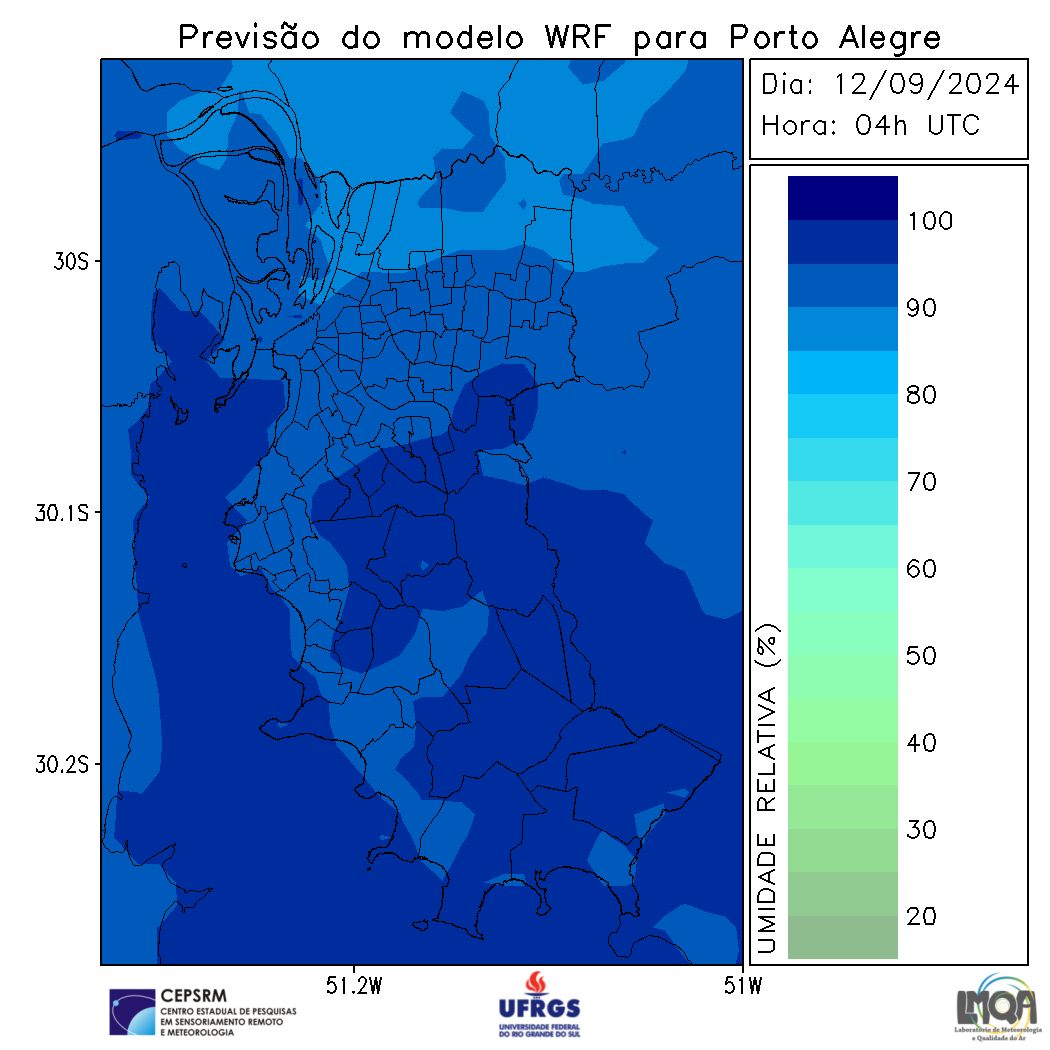 Previsão do modelo WRF para Porto Alegre
Dia: 12/09/2024
Hora: 04h UTC
100
90
80
70
60
50
40
30
20
UMIDADE RELATIVA (%)
30S
30.1S
30.2S
51.2W
51W
CEPSRM
CENTRO ESTADUAL DE PESQUISAS
EM SENSORIAMENTO REMOTO
E METEOROLOGIA
UFRGS
UNIVERSIDADE FEDERAL
DO RIO GRANDE DO SUL
LMQA
Laboratório de Meteorologia
e Qualidade do Ar